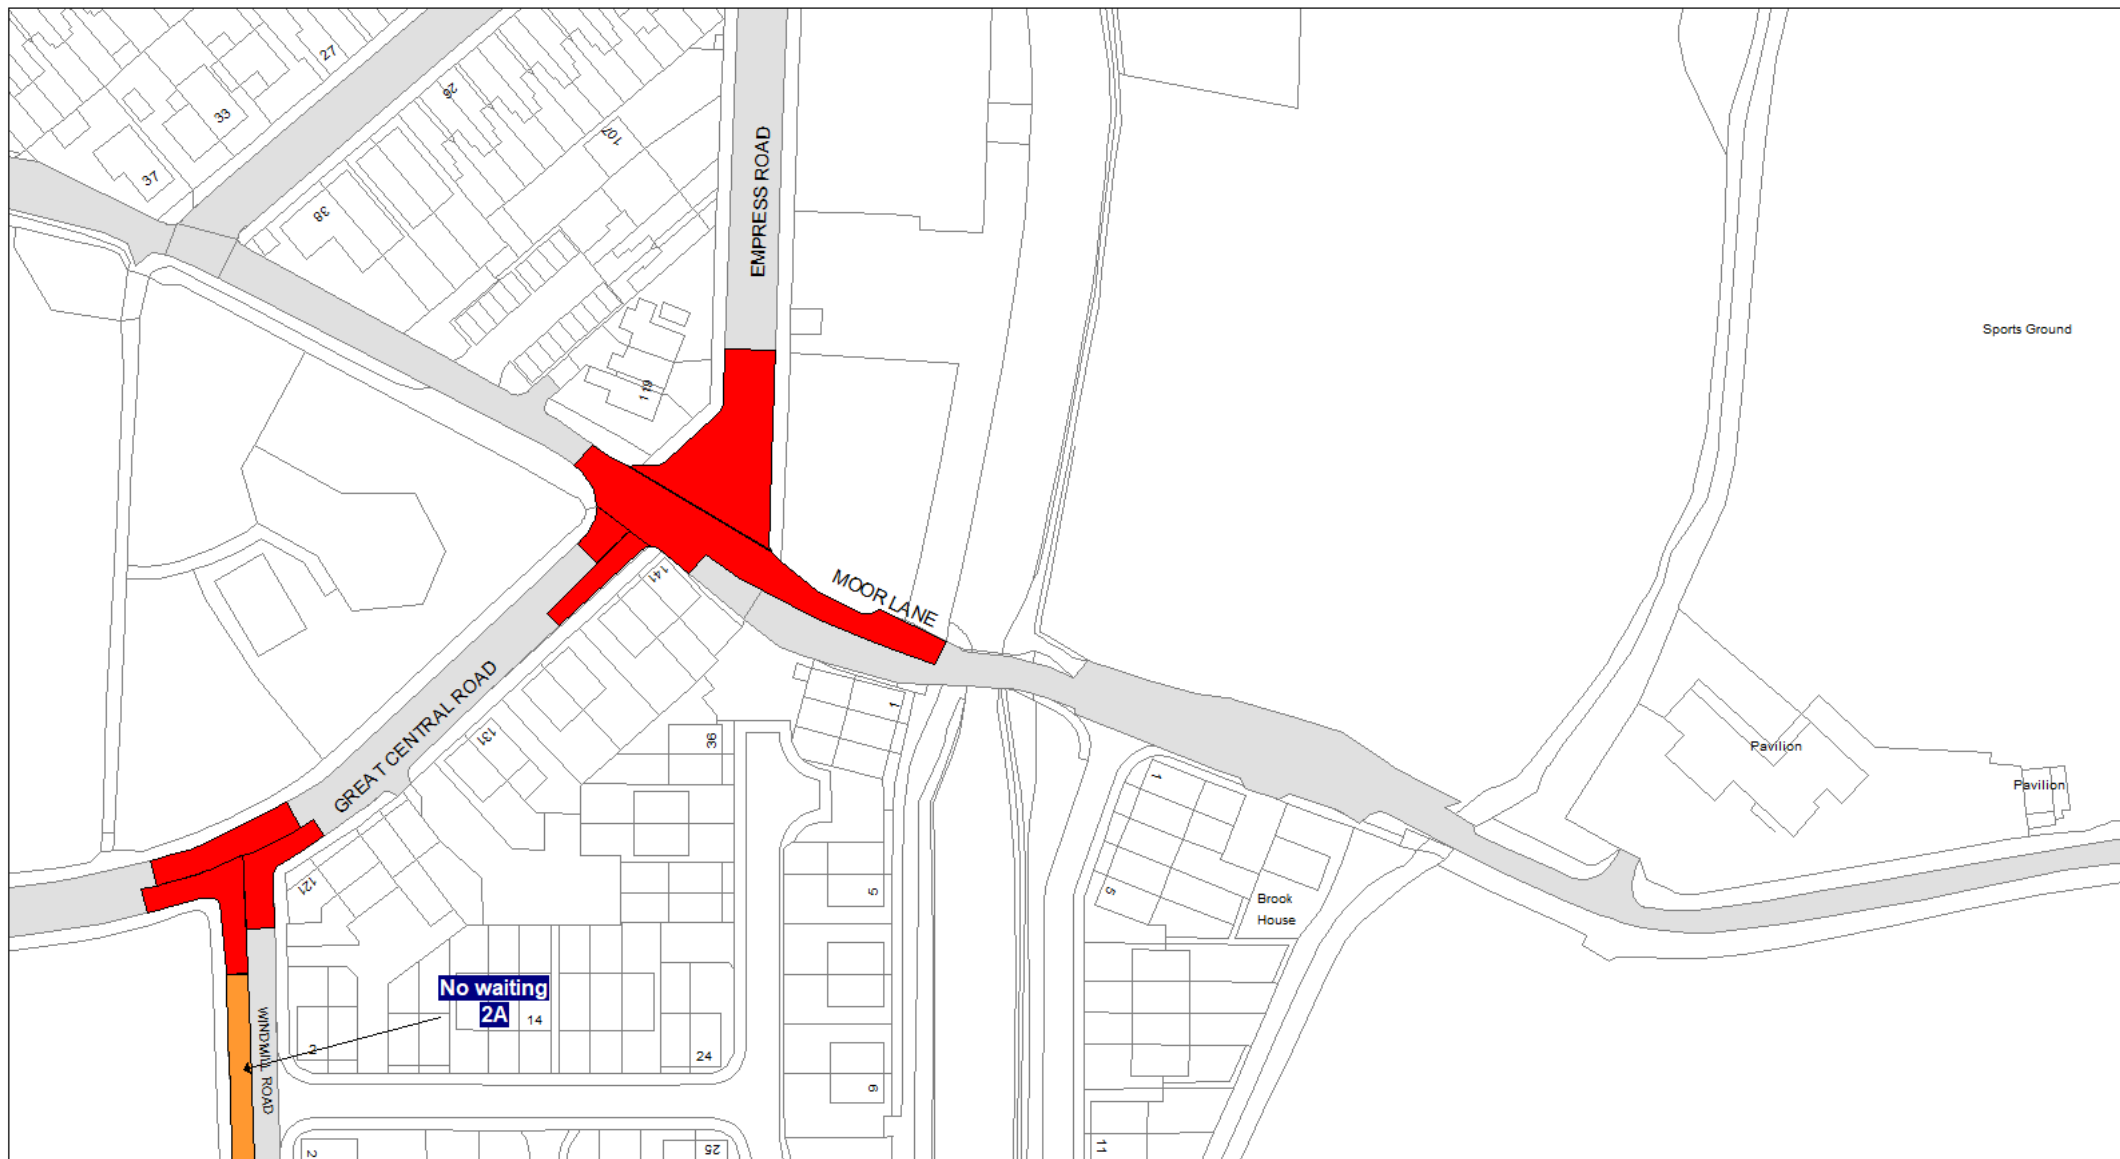 27
26
33
107
37
38
EMPRESS ROAD
Sports Ground
119
141
MOOR LANE
GREAT CENTRAL ROAD
1
131
36
Pavilion
1
Pavilion
121
5
5
Brook
House
No waiting
2A
14
2
24
WINDMILL ROAD
9
2
25
11